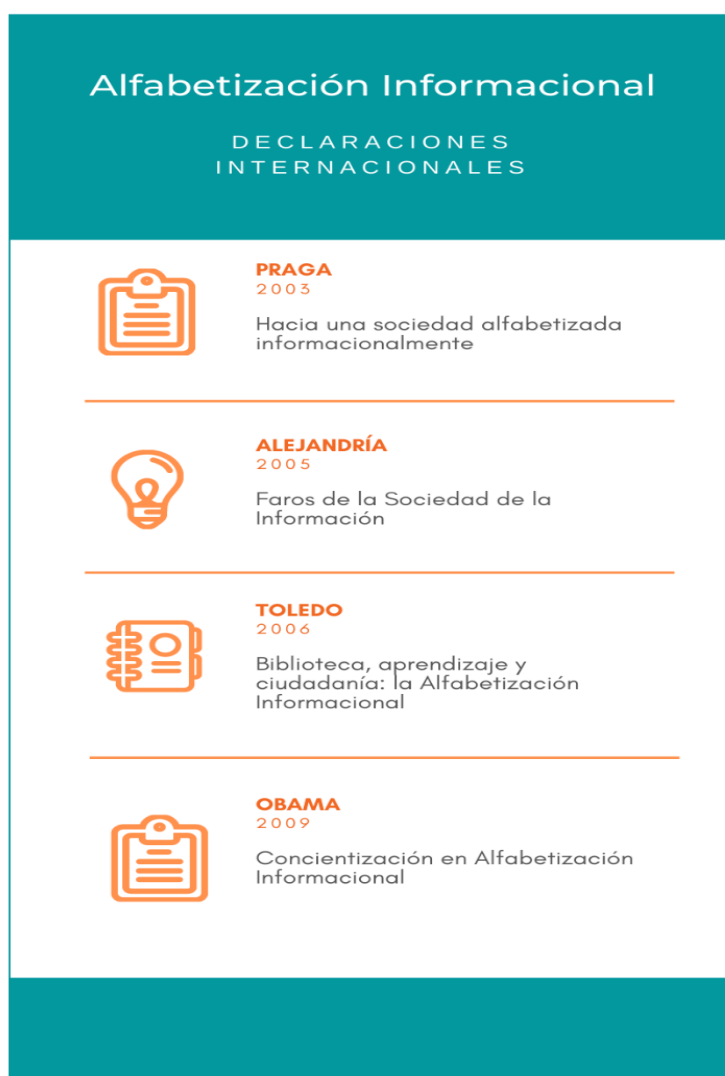 Alfabetización Informacional
DECLARACIONES
INTERNACIONALES
PRAGA
2003
Hacia una sociedad alfabetizada
informacionalmente
ALEJANDRÍA
2005
Faros de la Sociedad de la
Información
TOLEDO
2006
Biblioteca, aprendizaje y
ciudadanía: la Alfabetización
Informacional
OBAMA
2009
Concientización en Alfabetización
Informacional